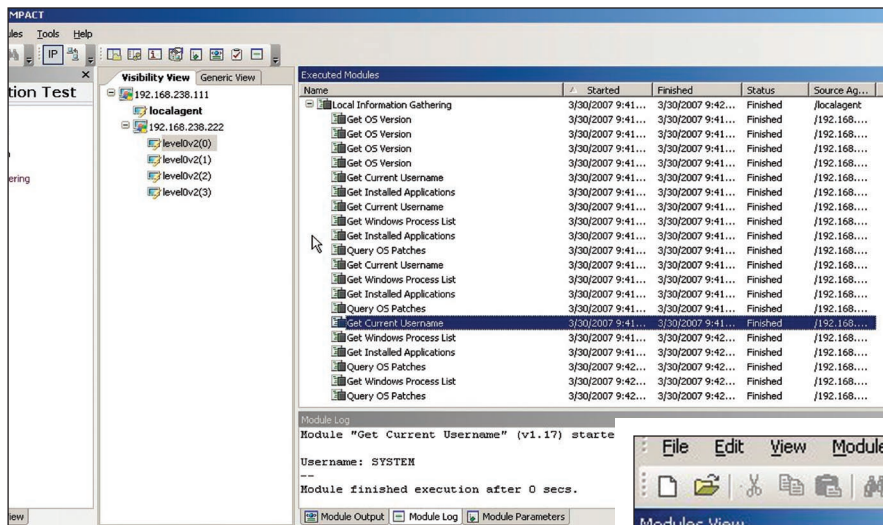 MPACT
ules Tools Help
IP
tion Test
ering
iew
Visibility View Generic View
192.168.238.111
localagent
192.168.238.222
level0v2(0)
level0v2(1)
level0v2(2)
level0v2(3)
Executed Modules
Name Started Finished Status Source Ag...
Local Information Gathering 3/30/2007 9:41... 3/30/2007 9:42... Finished /localagent
Get OS Version 3/30/2007 9:41... 3/30/2007 9:41... Finished /192.168....
Get OS Version 3/30/2007 9:41... 3/30/2007 9:41... Finished /192.168....
Get OS Version 3/30/2007 9:41... 3/30/2007 9:41... Finished /192.168....
Get OS Version 3/30/2007 9:41... 3/30/2007 9:41... Finished /192.168....
Get Current Username 3/30/2007 9:41... 3/30/2007 9:41... Finished /192.168....
Get Installed Applications 3/30/2007 9:41... 3/30/2007 9:41... Finished /192.168....
Get Current Username 3/30/2007 9:41... 3/30/2007 9:41... Finished /192.168....
Get Windows Process List 3/30/2007 9:41... 3/30/2007 9:41... Finished /192.168....
Get Installed Applications 3/30/2007 9:41... 3/30/2007 9:41... Finished /192.168....
Query OS Patches 3/30/2007 9:41... 3/30/2007 9:41... Finished /192.168....
Get Current Username 3/30/2007 9:41... 3/30/2007 9:41... Finished /192.168....
Get Windows Process List 3/30/2007 9:41... 3/30/2007 9:41... Finished /192.168....
Get Installed Applications 3/30/2007 9:41... 3/30/2007 9:41... Finished /192.168....
Query OS Patches 3/30/2007 9:41... 3/30/2007 9:41... Finished /192.168....
Get Current Username 3/30/2007 9:41... 3/30/2007 9:41... Finished /192.168....
Get Windows Process List 3/30/2007 9:41... 3/30/2007 9:42... Finished /192.168....
Get Installed Applications 3/30/2007 9:41... 3/30/2007 9:42... Finished /192.168....
Query OS Patches 3/30/2007 9:42... 3/30/2007 9:42... Finished /192.168....
Get Windows Process List 3/30/2007 9:42... 3/30/2007 9:42... Finished /192.168....
Query OS Patches 3/30/2007 9:42... 3/30/2007 9:42... Finished /192.168....
Module Log
Module "Get Current Username" (v1.17) starte
Username: SYSTEM
--
Module finished execution after 0 secs.
Module Output Module Log Module Parameters
File Edit View Module
Modules View